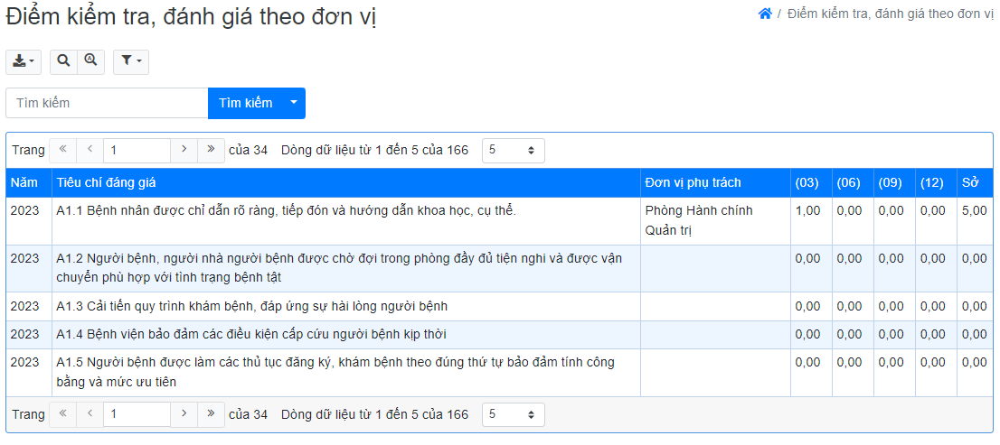 Điểm kiểm tra, đánh giá theo đơn vị
/ Điểm kiểm tra, đánh giá theo đơn vị
Tìm kiếm
Tìm kiếm
Trang « ‹ 1 › » của 34 Dòng dữ liệu từ 1 đến 5 của 166 5
Năm Tiêu chí đáng giá Đơn vị phụ trách (03) (06) (09) (12) Sở
2023 A1.1 Bệnh nhân được chỉ dẫn rõ ràng, tiếp đón và hướng dẫn khoa học, cụ thể. Phòng Hành chính 1,00 0,00 0,00 0,00 5,00
Quản trị
2023 A1.2 Người bệnh, người nhà người bệnh được chờ đợi trong phòng đầy đủ tiện nghi và được vận 0,00 0,00 0,00 0,00 0,00
chuyển phù hợp với tình trạng bệnh tật
2023 A1.3 Cải tiến quy trình khám bệnh, đáp ứng sự hài lòng người bệnh 0,00 0,00 0,00 0,00 0,00
2023 A1.4 Bệnh viện bảo đảm các điều kiện cấp cứu người bệnh kịp thời 0,00 0,00 0,00 0,00 0,00
2023 A1.5 Người bệnh được làm các thủ tục đăng ký, khám bệnh theo đúng thứ tự bảo đảm tính công 0,00 0,00 0,00 0,00 0,00
bằng và mức ưu tiên
Trang « ‹ 1 › » của 34 Dòng dữ liệu từ 1 đến 5 của 166 5